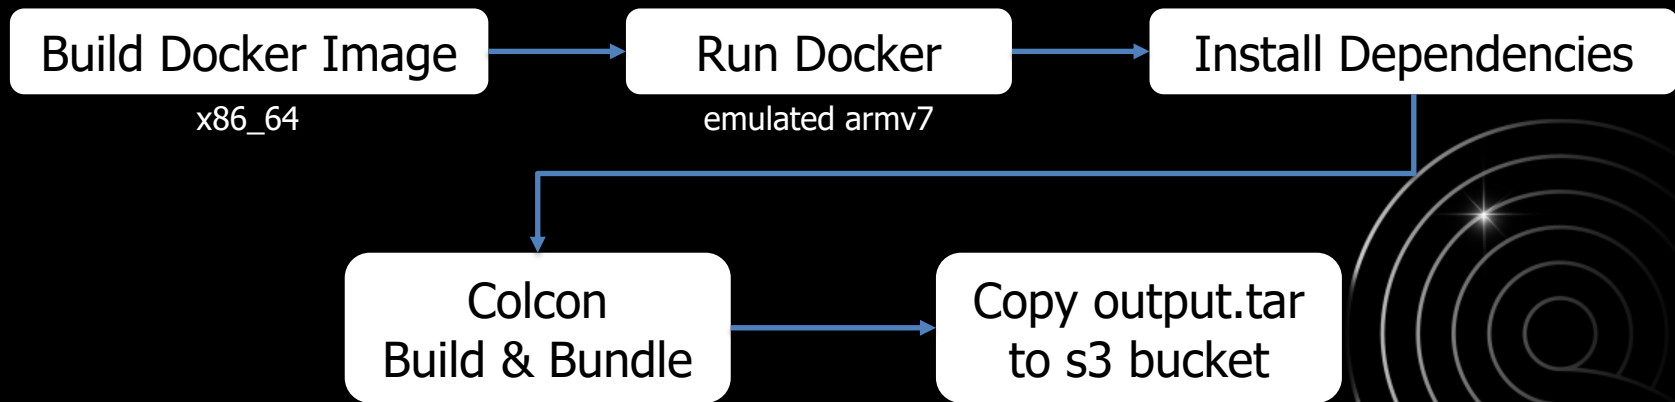 Build Docker Image
x86_64
Run Docker
emulated armv7
Install Dependencies
Colcon
Build & Bundle
Copy output.tar
to s3 bucket